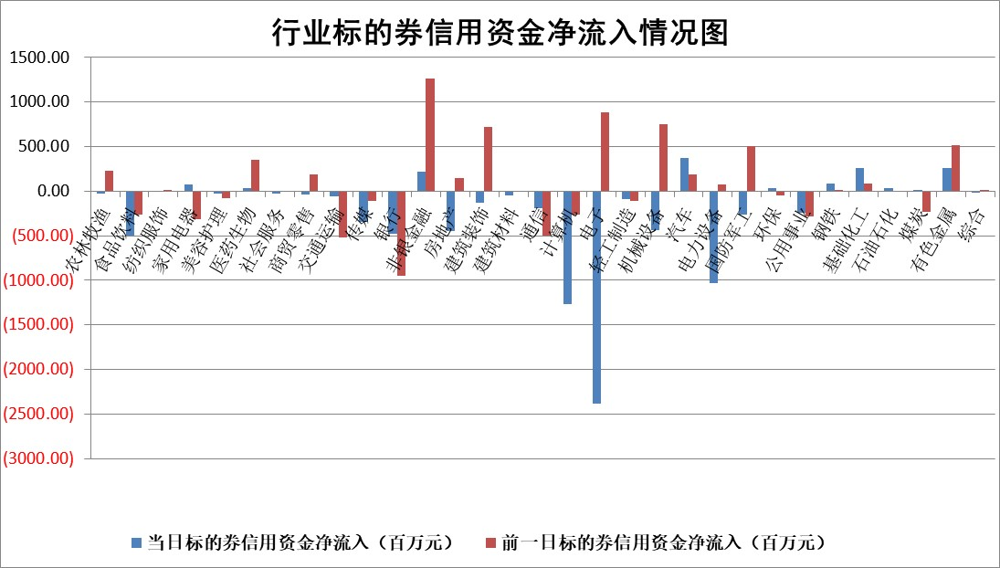 行业标的券信用资金净流入情况图
1500.00
1000.00
500.00
0.00
(500.00)
(1000.00)
(1500.00)
(2000.00)
(2500.00)
(3000.00)
农林牧渔
食品饮料
纺织服饰
家用电器
美容护理
医药生物
社会服务
商贸零售
交通运输
传媒
银行
非银金融
房地产
建筑装饰
建筑材料
通信
计算机
电子
轻工制造
机械设备
汽车
电力设备
国防军工
环保
公用事业
钢铁
基础化工
石油石化
煤炭
有色金属
综合
当日标的券信用资金净流入（百万元） 前一日标的券信用资金净流入（百万元）